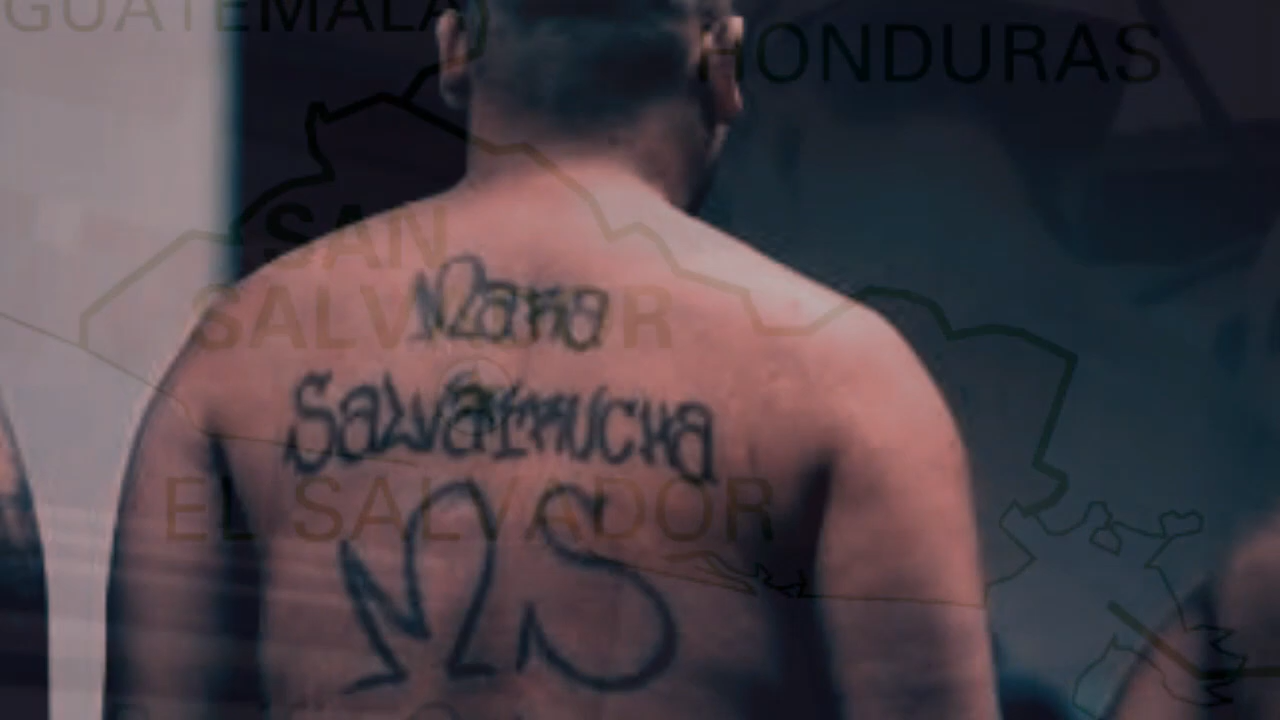 GUATEMALA
HONDURAS
SAN
SALVADOR
Mara
Salvatrucha
EL SALVADOR
MS